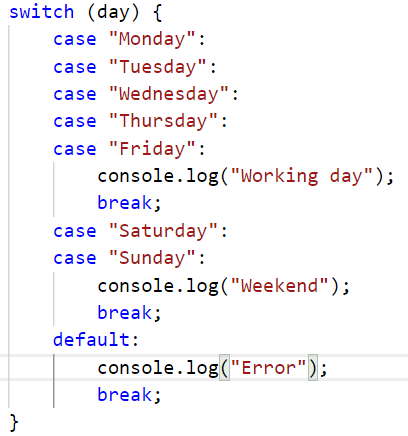 switch (day) {
    case "Monday":
    case "Tuesday":
    case "Wednesday":
    case "Thursday":
    case "Friday":
        console.log("Working day");
        break;
    case "Saturday":
    case "Sunday":
        console.log("Weekend");
        break;
    default:
        console.log("Error");
        break;
}